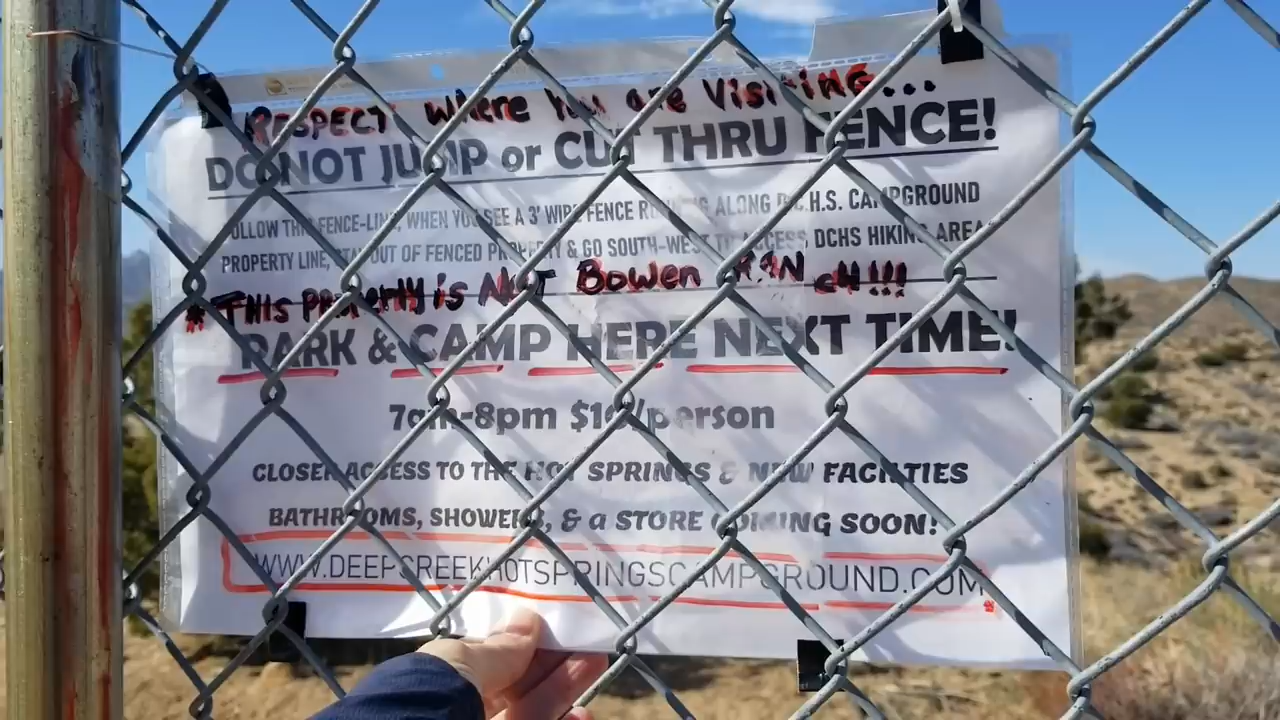 RESPECT where You are Visiting...
DO NOT JUMP or CUT THRU FENCE!
FOLLOW THIS FENCE-LINE, WHEN YOU SEE A 3' WIRE FENCE RUNNING ALONG D.C.H.S. CAMPGROUND
PROPERTY LINE, STAY OUT OF FENCED PROPERTY & GO SOUTH-WEST TO ACCESS, DCHS HIKING AREA
* THIS PROPERTY is NOT Bowen RANch!!!
PARK & CAMP HERE NEXT TIME!
7am-8pm $10/person
CLOSER ACCESS TO THE HOT SPRINGS & NEW FACILTIES
BATHROOMS, SHOWERS, & a STORE COMING SOON!
WWW.DEEPCREEKHOTSPRINGSCAMPGROUND.COM